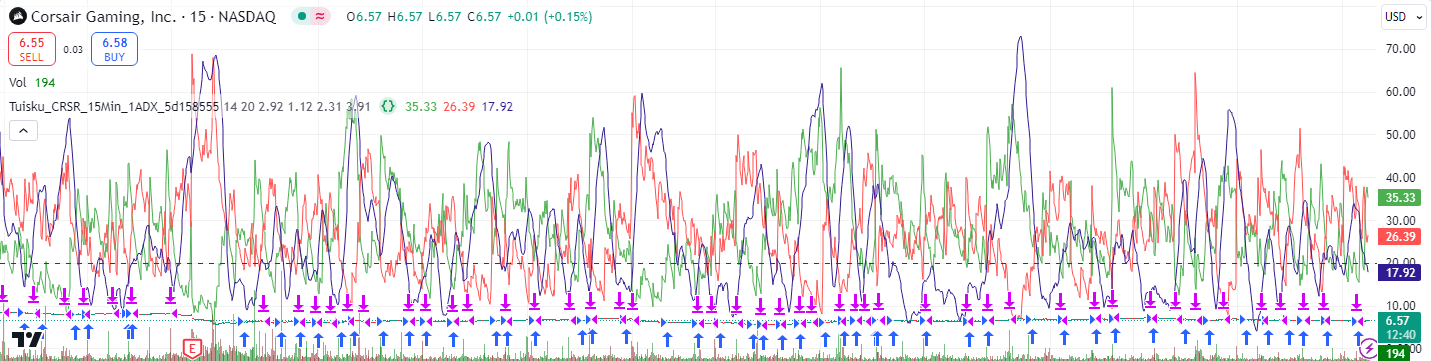 Corsair Gaming, Inc. · 15 · NASDAQ O6.57 H6.57 L6.57 C6.57 +0.01 (+0.15%)
USD
6.55 SELL
0.03
6.58 BUY
Vol 194
Tuisku_CRSR_15Min_1ADX_5d158555 14 20 2.92 1.12 2.31 3.91 {} 35.33 26.39 17.92
70.00
60.00
50.00
40.00
35.33
30.00
26.39
20.00
17.92
10.00
6.57
12:40
194
E